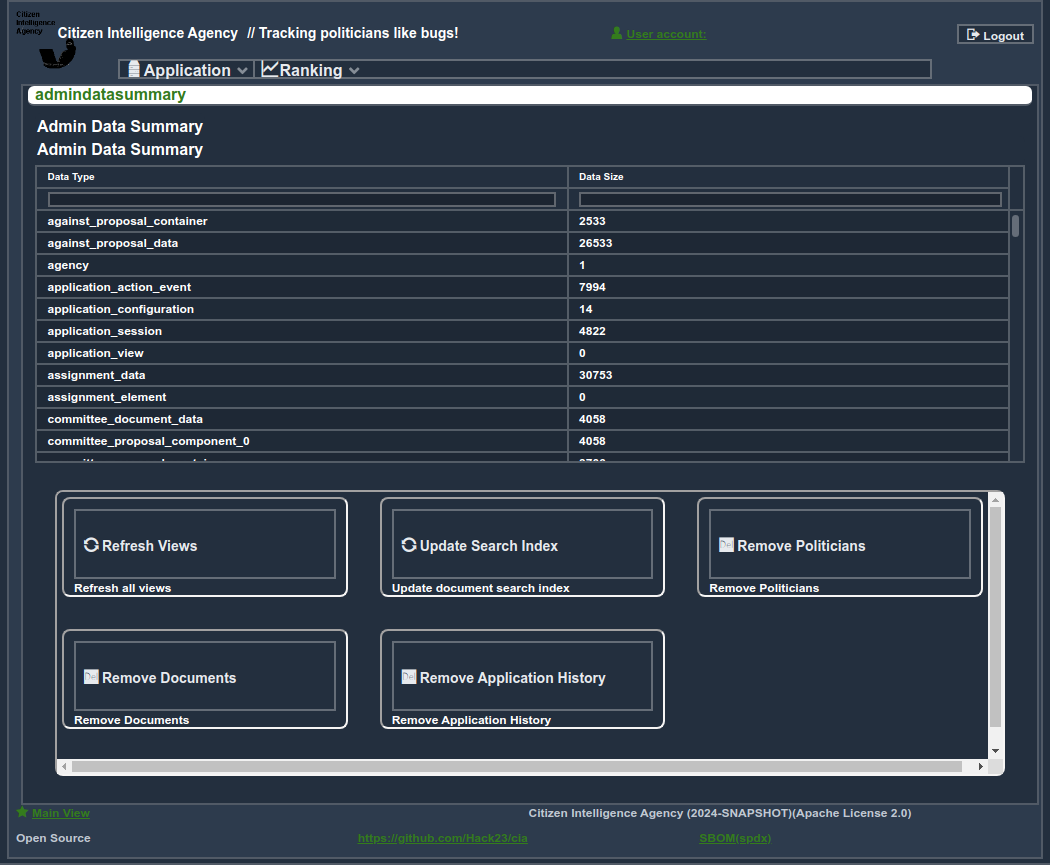 Citizen
Intelligence
Agency
Citizen Intelligence Agency // Tracking politicians like bugs!
User account:
Logout
Application
Ranking
admindatasummary
Admin Data Summary
Admin Data Summary
Data Type Data Size
against_proposal_container 2533
against_proposal_data 26533
agency 1
application_action_event 7994
application_configuration 14
application_session 4822
application_view 0
assignment_data 30753
assignment_element 0
committee_document_data 4058
committee_proposal_component_0 4058
Refresh Views
Refresh all views
Update Search Index
Update document search index
Del Remove Politicians
Remove Politicians
Del Remove Documents
Remove Documents
Del Remove Application History
Remove Application History
Main View
Citizen Intelligence Agency (2024-SNAPSHOT)(Apache License 2.0)
Open Source
https://github.com/Hack23/cia
SBOM(spdx)